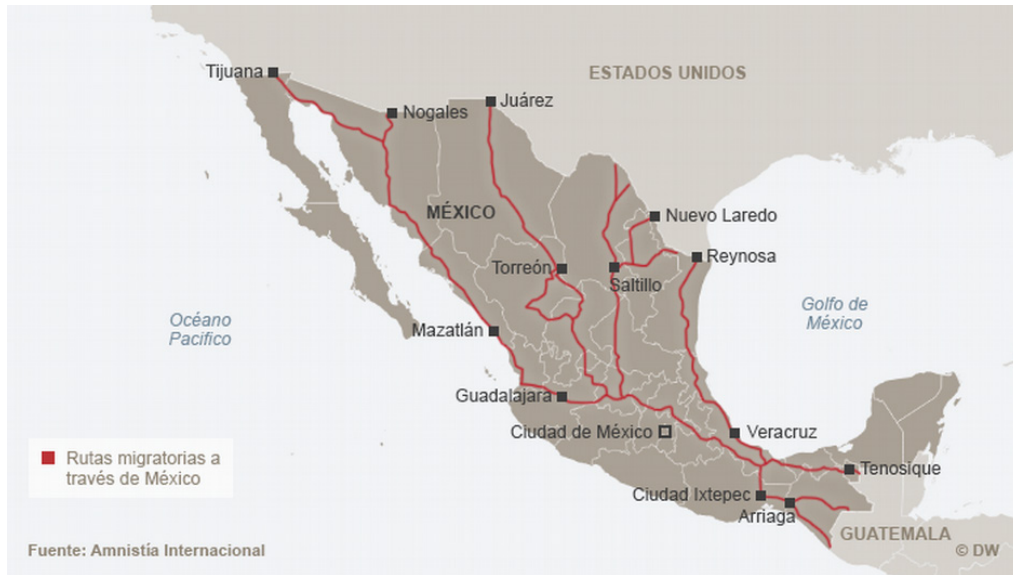 Tijuana
ESTADOS UNIDOS
Nogales
Juárez
MÉXICO
Nuevo Laredo
Torreón
Saltillo
Reynosa
Océano
Pacifico
Mazatlán
Golfo de
México
Guadalajara
Ciudad de México
Veracruz
Rutas migratorias a
través de México
Tenosique
Ciudad Ixtepec
Arriaga
GUATEMALA
Fuente: Amnistía Internacional
© DW